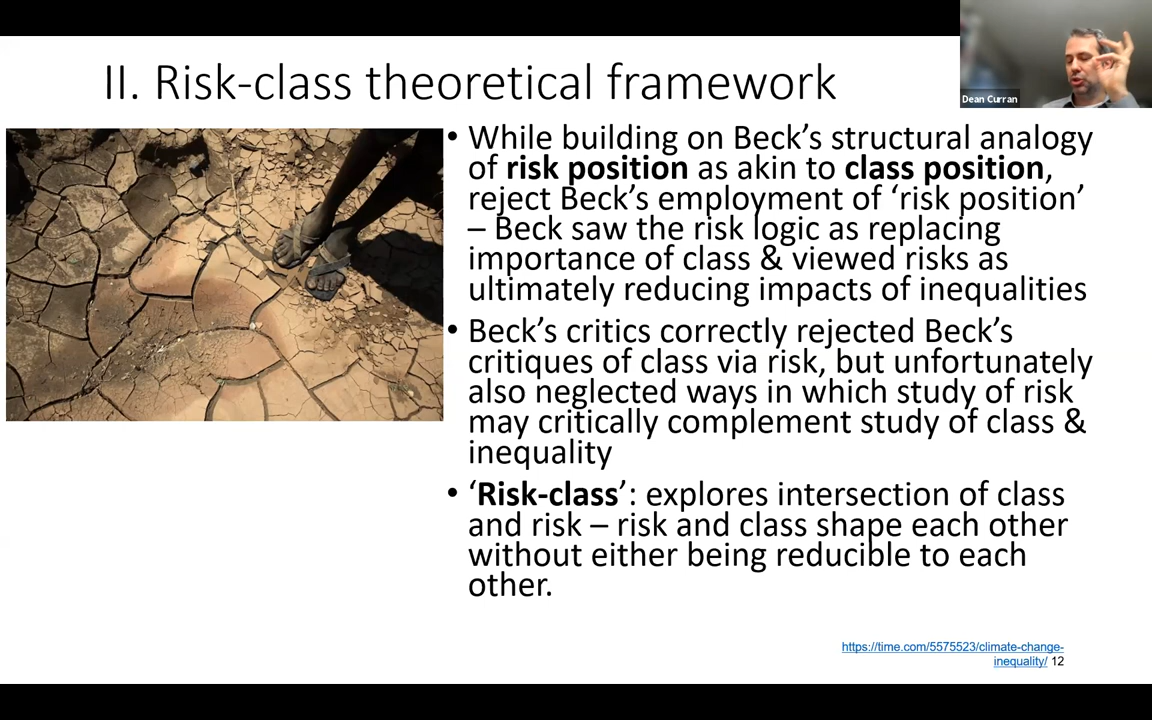 II. Risk-class theoretical framework
Dean Curran
• While building on Beck’s structural analogy
of risk position as akin to class position,
reject Beck’s employment of ‘risk position’
– Beck saw the risk logic as replacing
importance of class & viewed risks as
ultimately reducing impacts of inequalities
• Beck’s critics correctly rejected Beck’s
critiques of class via risk, but unfortunately
also neglected ways in which study of risk
may critically complement study of class &
inequality
• ‘Risk-class’: explores intersection of class
and risk – risk and class shape each other
without either being reducible to each
other.
https://time.com/5575523/climate-change-
inequality/ 12